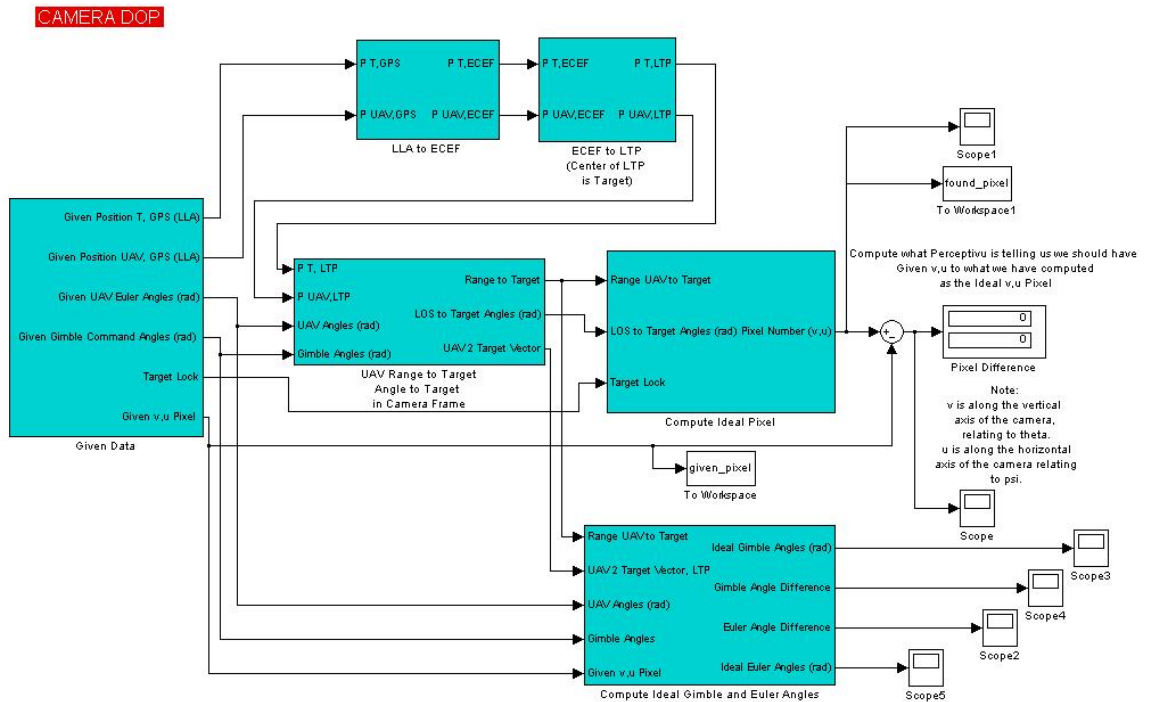 CAMERA DOP
P T,GPS
P T,ECEF
P UAV,GPS
P UAV,ECEF
LLA to ECEF
P T,ECEF
P T,LTP
P UAV,ECEF
P UAV,LTP
ECEF to LTP
(Center of LTP
is Target)
Scope1
found_pixel
To Workspace1
Given Position T, GPS (LLA)
Given Position UAV, GPS (LLA)
Given UAV Euler Angles (rad)
Given Gimble Command Angles (rad)
Target Lock
Given v,u Pixel
Given Data
P T, LTP
P UAV,LTP
UAV Angles (rad)
Gimble Angles (rad)
Range to Target
LOS to Target Angles (rad)
UAV 2 Target Vector
UAV Range to Target
Angle to Target
in Camera Frame
Range UAV to Target
LOS to Target Angles (rad)
Pixel Number (v,u)
Target Lock
Compute Ideal Pixel
Compute what Perceptivu is telling us we should have
Given v,u to what we have computed
as the Ideal v,u Pixel
0
0
Pixel Difference
Note:
v is along the vertical
axis of the camera,
relating to theta.
u is along the horizontal
axis of the camera relating
to psi.
given_pixel
To Workspace
Scope
Range UAV to Target
UAV 2 Target Vector, LTP
UAV Angles (rad)
Gimble Angles
Given v,u Pixel
Ideal Gimble Angles (rad)
Gimble Angle Difference
Euler Angle Difference
Ideal Euler Angles (rad)
Compute Ideal Gimble and Euler Angles
Scope3
Scope4
Scope2
Scope5